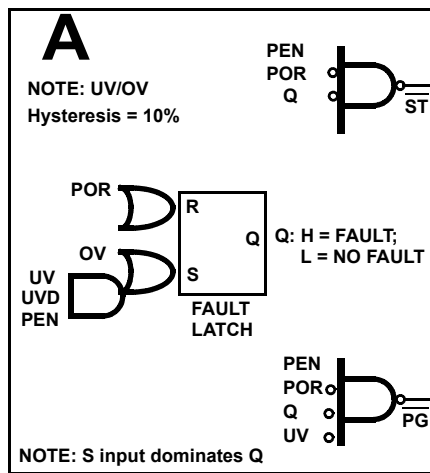 A
NOTE: UV/OV
Hysteresis = 10%
PEN
POR
Q
ST
POR
R
Q
Q: H = FAULT;
L = NO FAULT
OV
S
UV
UVD
PEN
FAULT
LATCH
PEN
POR
Q
UV
PG
NOTE: S input dominates Q